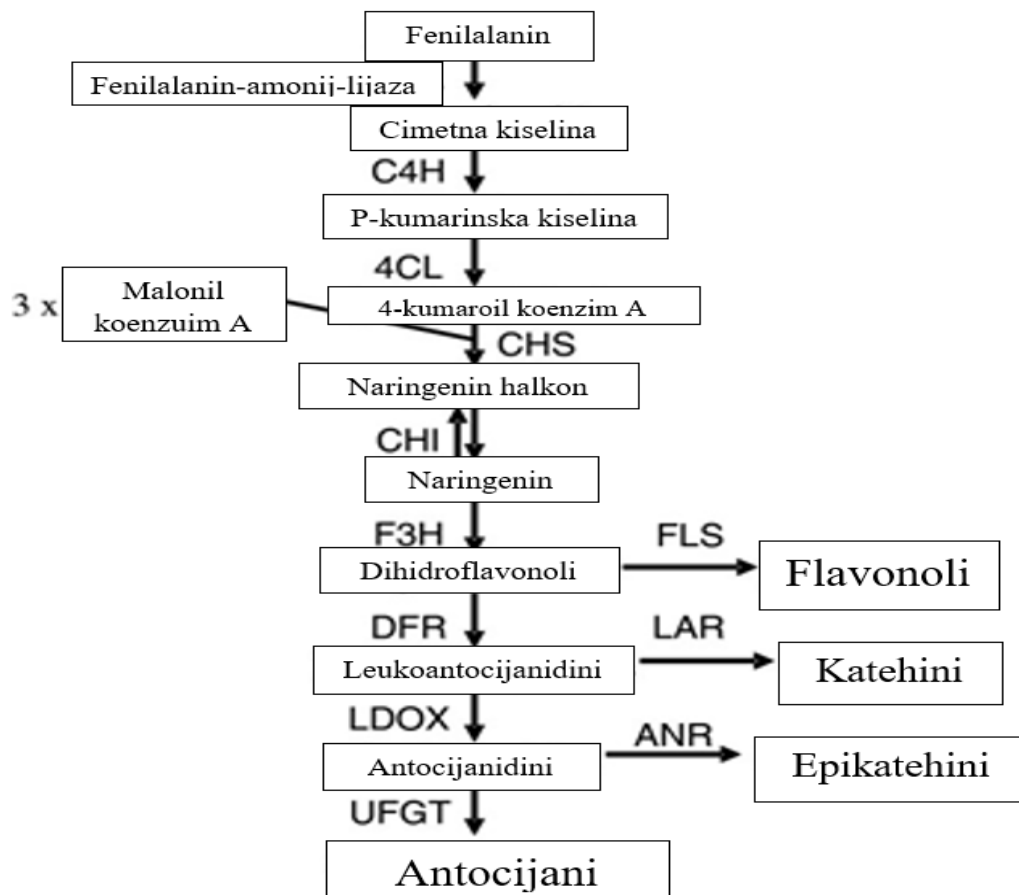 Fenilalanin
Fenilalanin-amonij-lijaza
Cimetna kiselina
C4H
P-kumarinska kiselina
4CL
3 x
Malonil
koenzuim A
4-kumaroil koenzim A
CHS
Naringenin halkon
CHI
Naringenin
F3H
FLS
Dihidroflavonoli
Flavonoli
DFR
LAR
Leukoantocijanidini
Katehini
LDOX
ANR
Antocijanidini
Epikatehini
UFGT
Antocijani